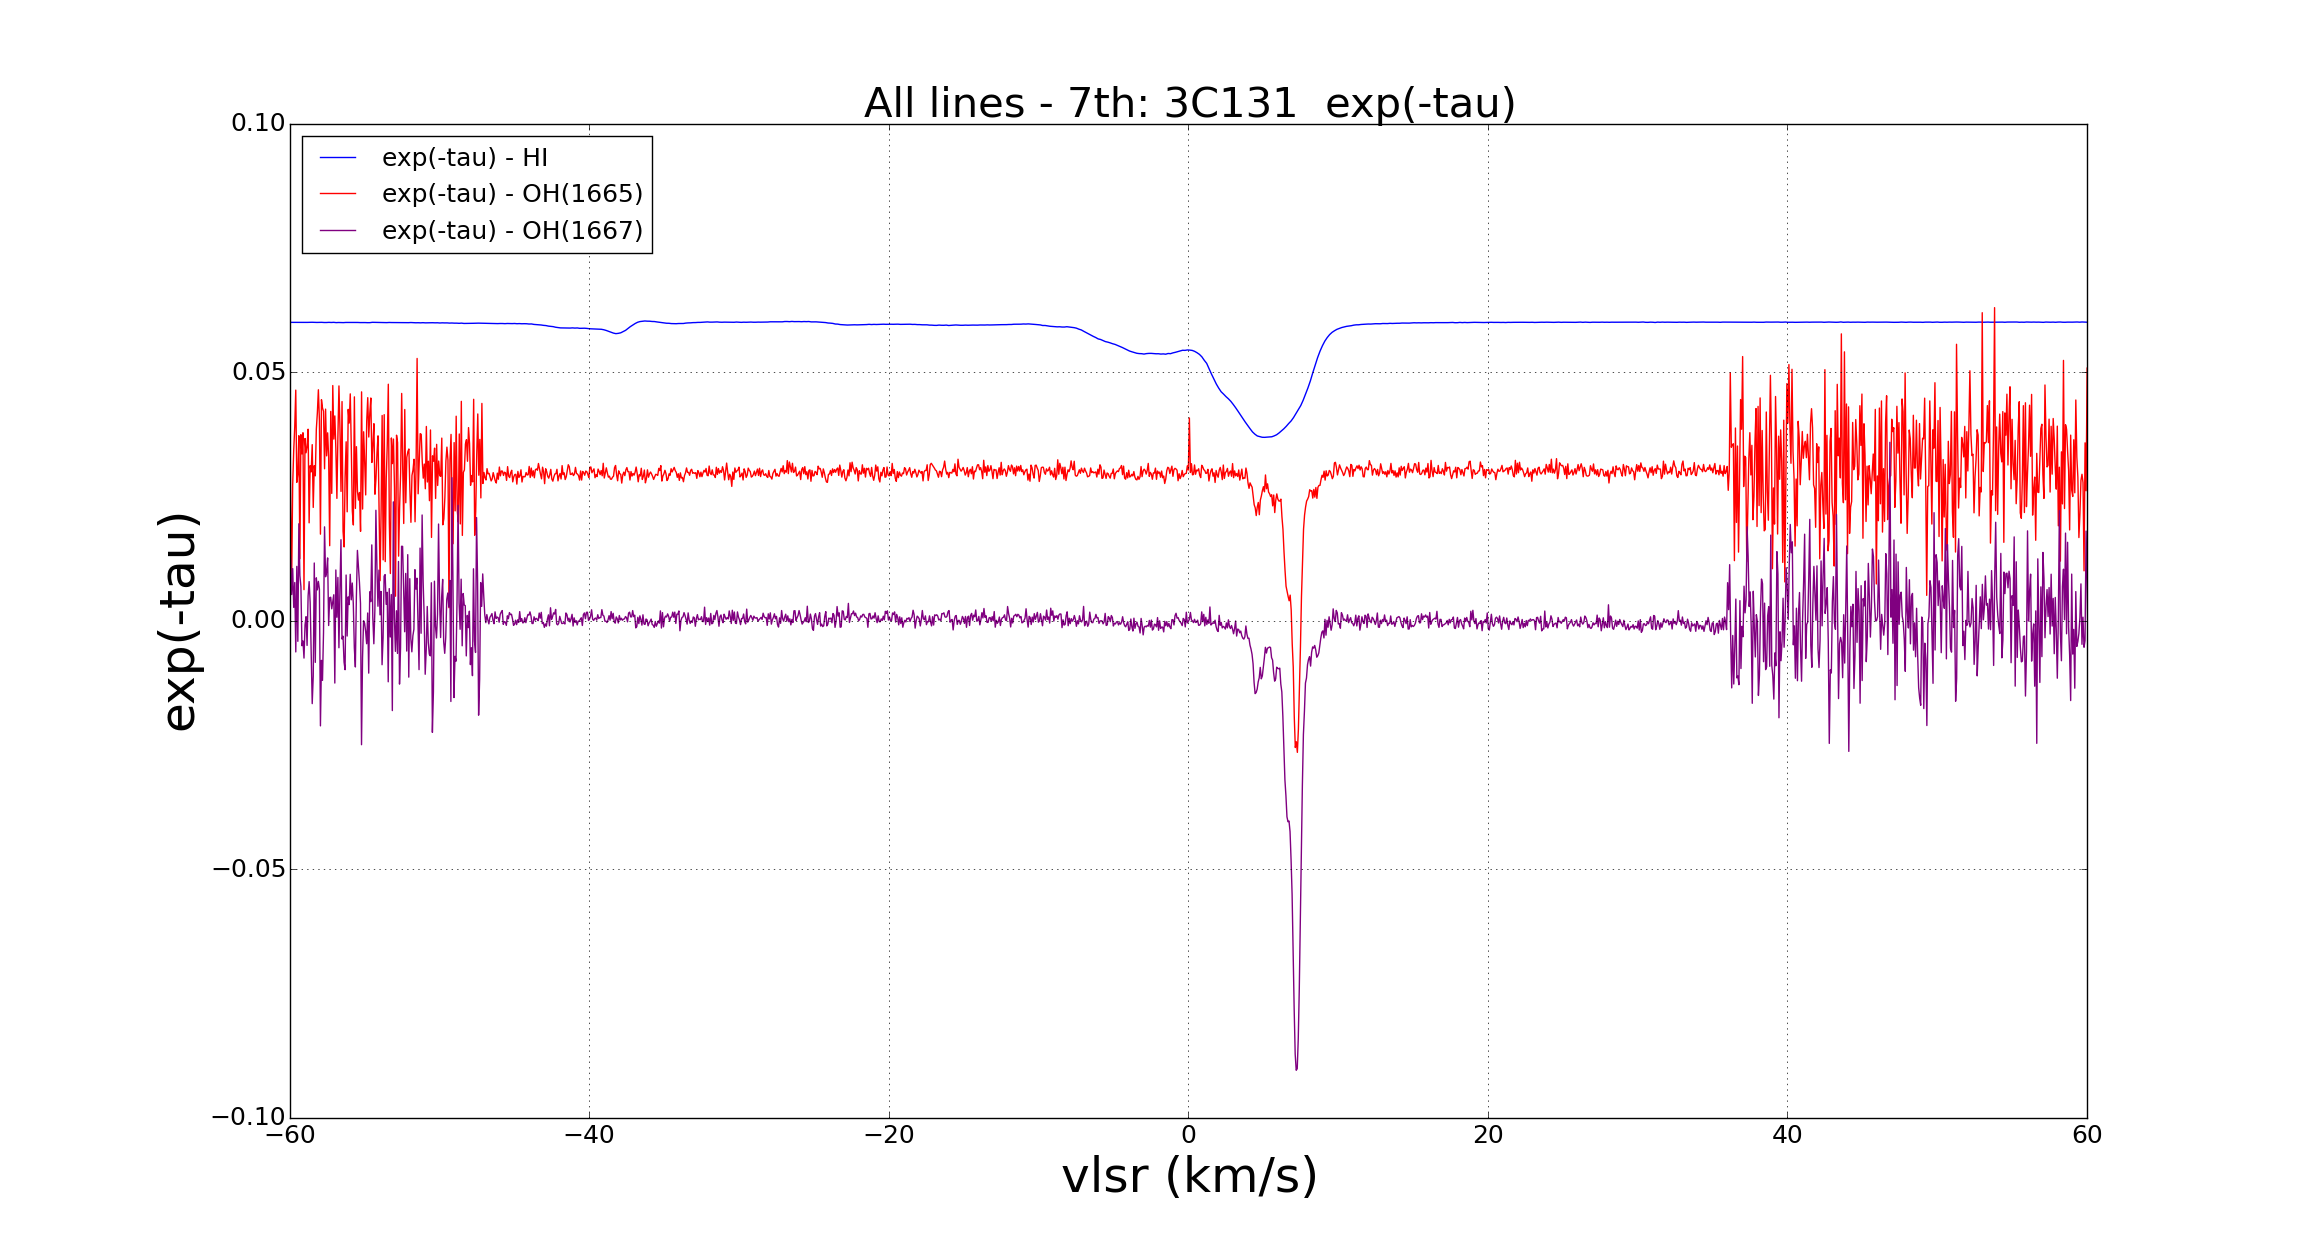 All lines - 7th: 3C131  exp(-tau)
0.10
exp(-tau) - HI
exp(-tau) - OH(1665)
exp(-tau) - OH(1667)
0.05
0.00
−0.05
−0.10
exp(-tau)
−60 −40 −20 0 20 40 60
vlsr (km/s)